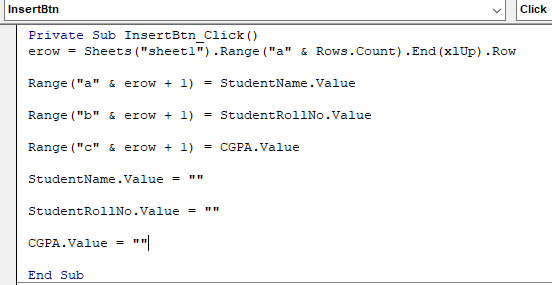 InsertBtn Click
Private Sub InsertBtn_Click()
erow = Sheets("sheet1").Range("a" & Rows.Count).End(xlUp).Row
Range("a" & erow + 1) = StudentName.Value
Range("b" & erow + 1) = StudentRollNo.Value
Range("c" & erow + 1) = CGPA.Value
StudentName.Value = ""
StudentRollNo.Value = ""
CGPA.Value = ""
End Sub